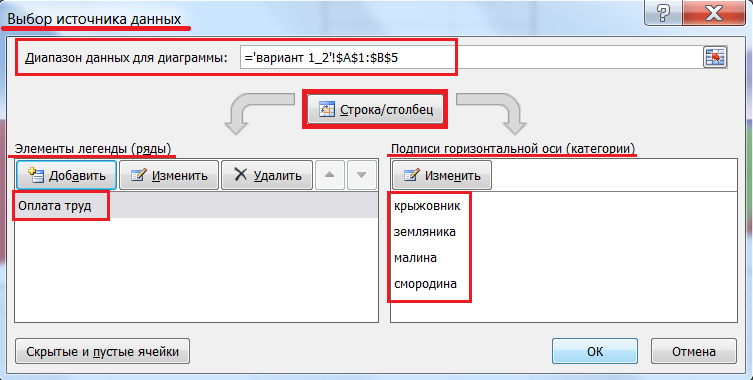 Выбор источника данных
?
Диапазон данных для диаграммы: ='вариант 1_2'!$A$1:$B$5
Строка/столбец
Элементы легенды (ряды)
Подписи горизонтальной оси (категории)
Добавить Изменить Удалить
Изменить
Оплата труд
крыжовник
земляника
малина
смородина
Скрытые и пустые ячейки
ОК
Отмена